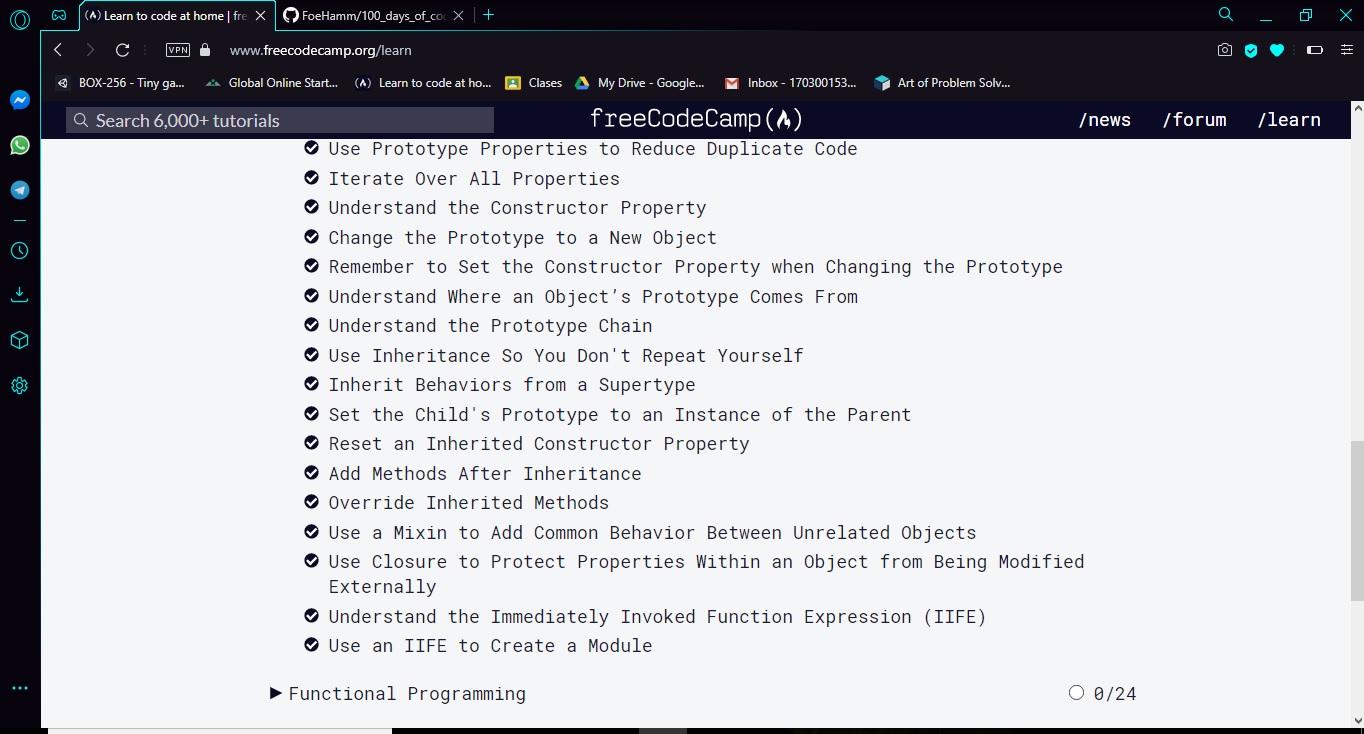 Learn to code at home | fre
FoeHamm/100_days_of_co
VPN
www.freecodecamp.org/learn
BOX-256 - Tiny ga... Global Online Start... Learn to code at ho... Clases My Drive - Google... Inbox - 170300153... Art of Problem Solv...
Search 6,000+ tutorials freeCodeCamp /news /forum /learn
Use Prototype Properties to Reduce Duplicate Code
Iterate Over All Properties
Understand the Constructor Property
Change the Prototype to a New Object
Remember to Set the Constructor Property when Changing the Prototype
Understand Where an Object’s Prototype Comes From
Understand the Prototype Chain
Use Inheritance So You Don't Repeat Yourself
Inherit Behaviors from a Supertype
Set the Child's Prototype to an Instance of the Parent
Reset an Inherited Constructor Property
Add Methods After Inheritance
Override Inherited Methods
Use a Mixin to Add Common Behavior Between Unrelated Objects
Use Closure to Protect Properties Within an Object from Being Modified
Externally
Understand the Immediately Invoked Function Expression (IIFE)
Use an IIFE to Create a Module
Functional Programming 0/24